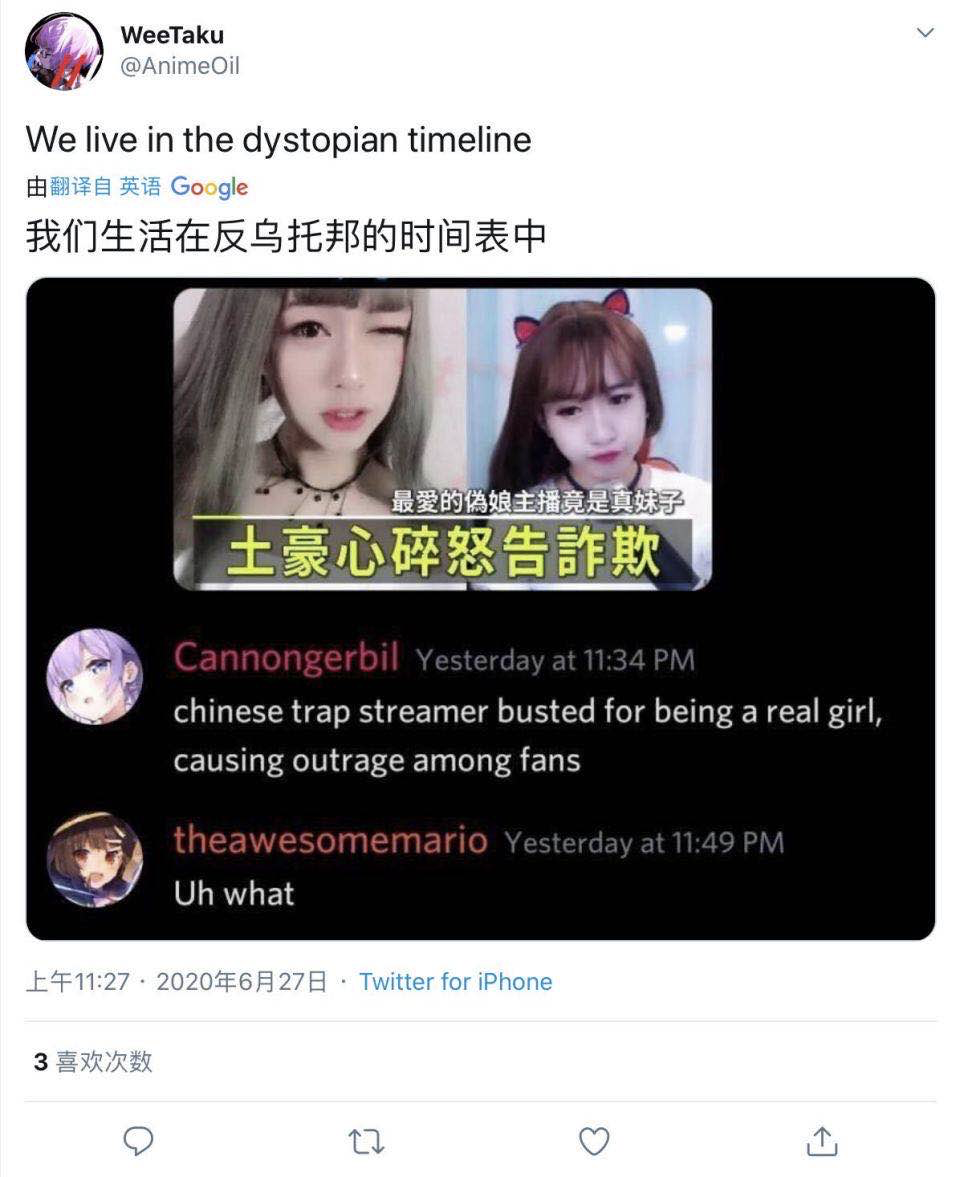 WeeTaku
@AnimeOil
We live in the dystopian timeline
由翻译自 英语 Google
我们生活在反乌托邦的时间表中
最愛的偽娘主播竟是真妹子
土豪心碎怒告詐欺
Cannongerbil Yesterday at 11:34 PM
chinese trap streamer busted for being a real girl,
causing outrage among fans
theawesomemario Yesterday at 11:49 PM
Uh what
上午11:27 · 2020年6月27日 · Twitter for iPhone
3 喜欢次数